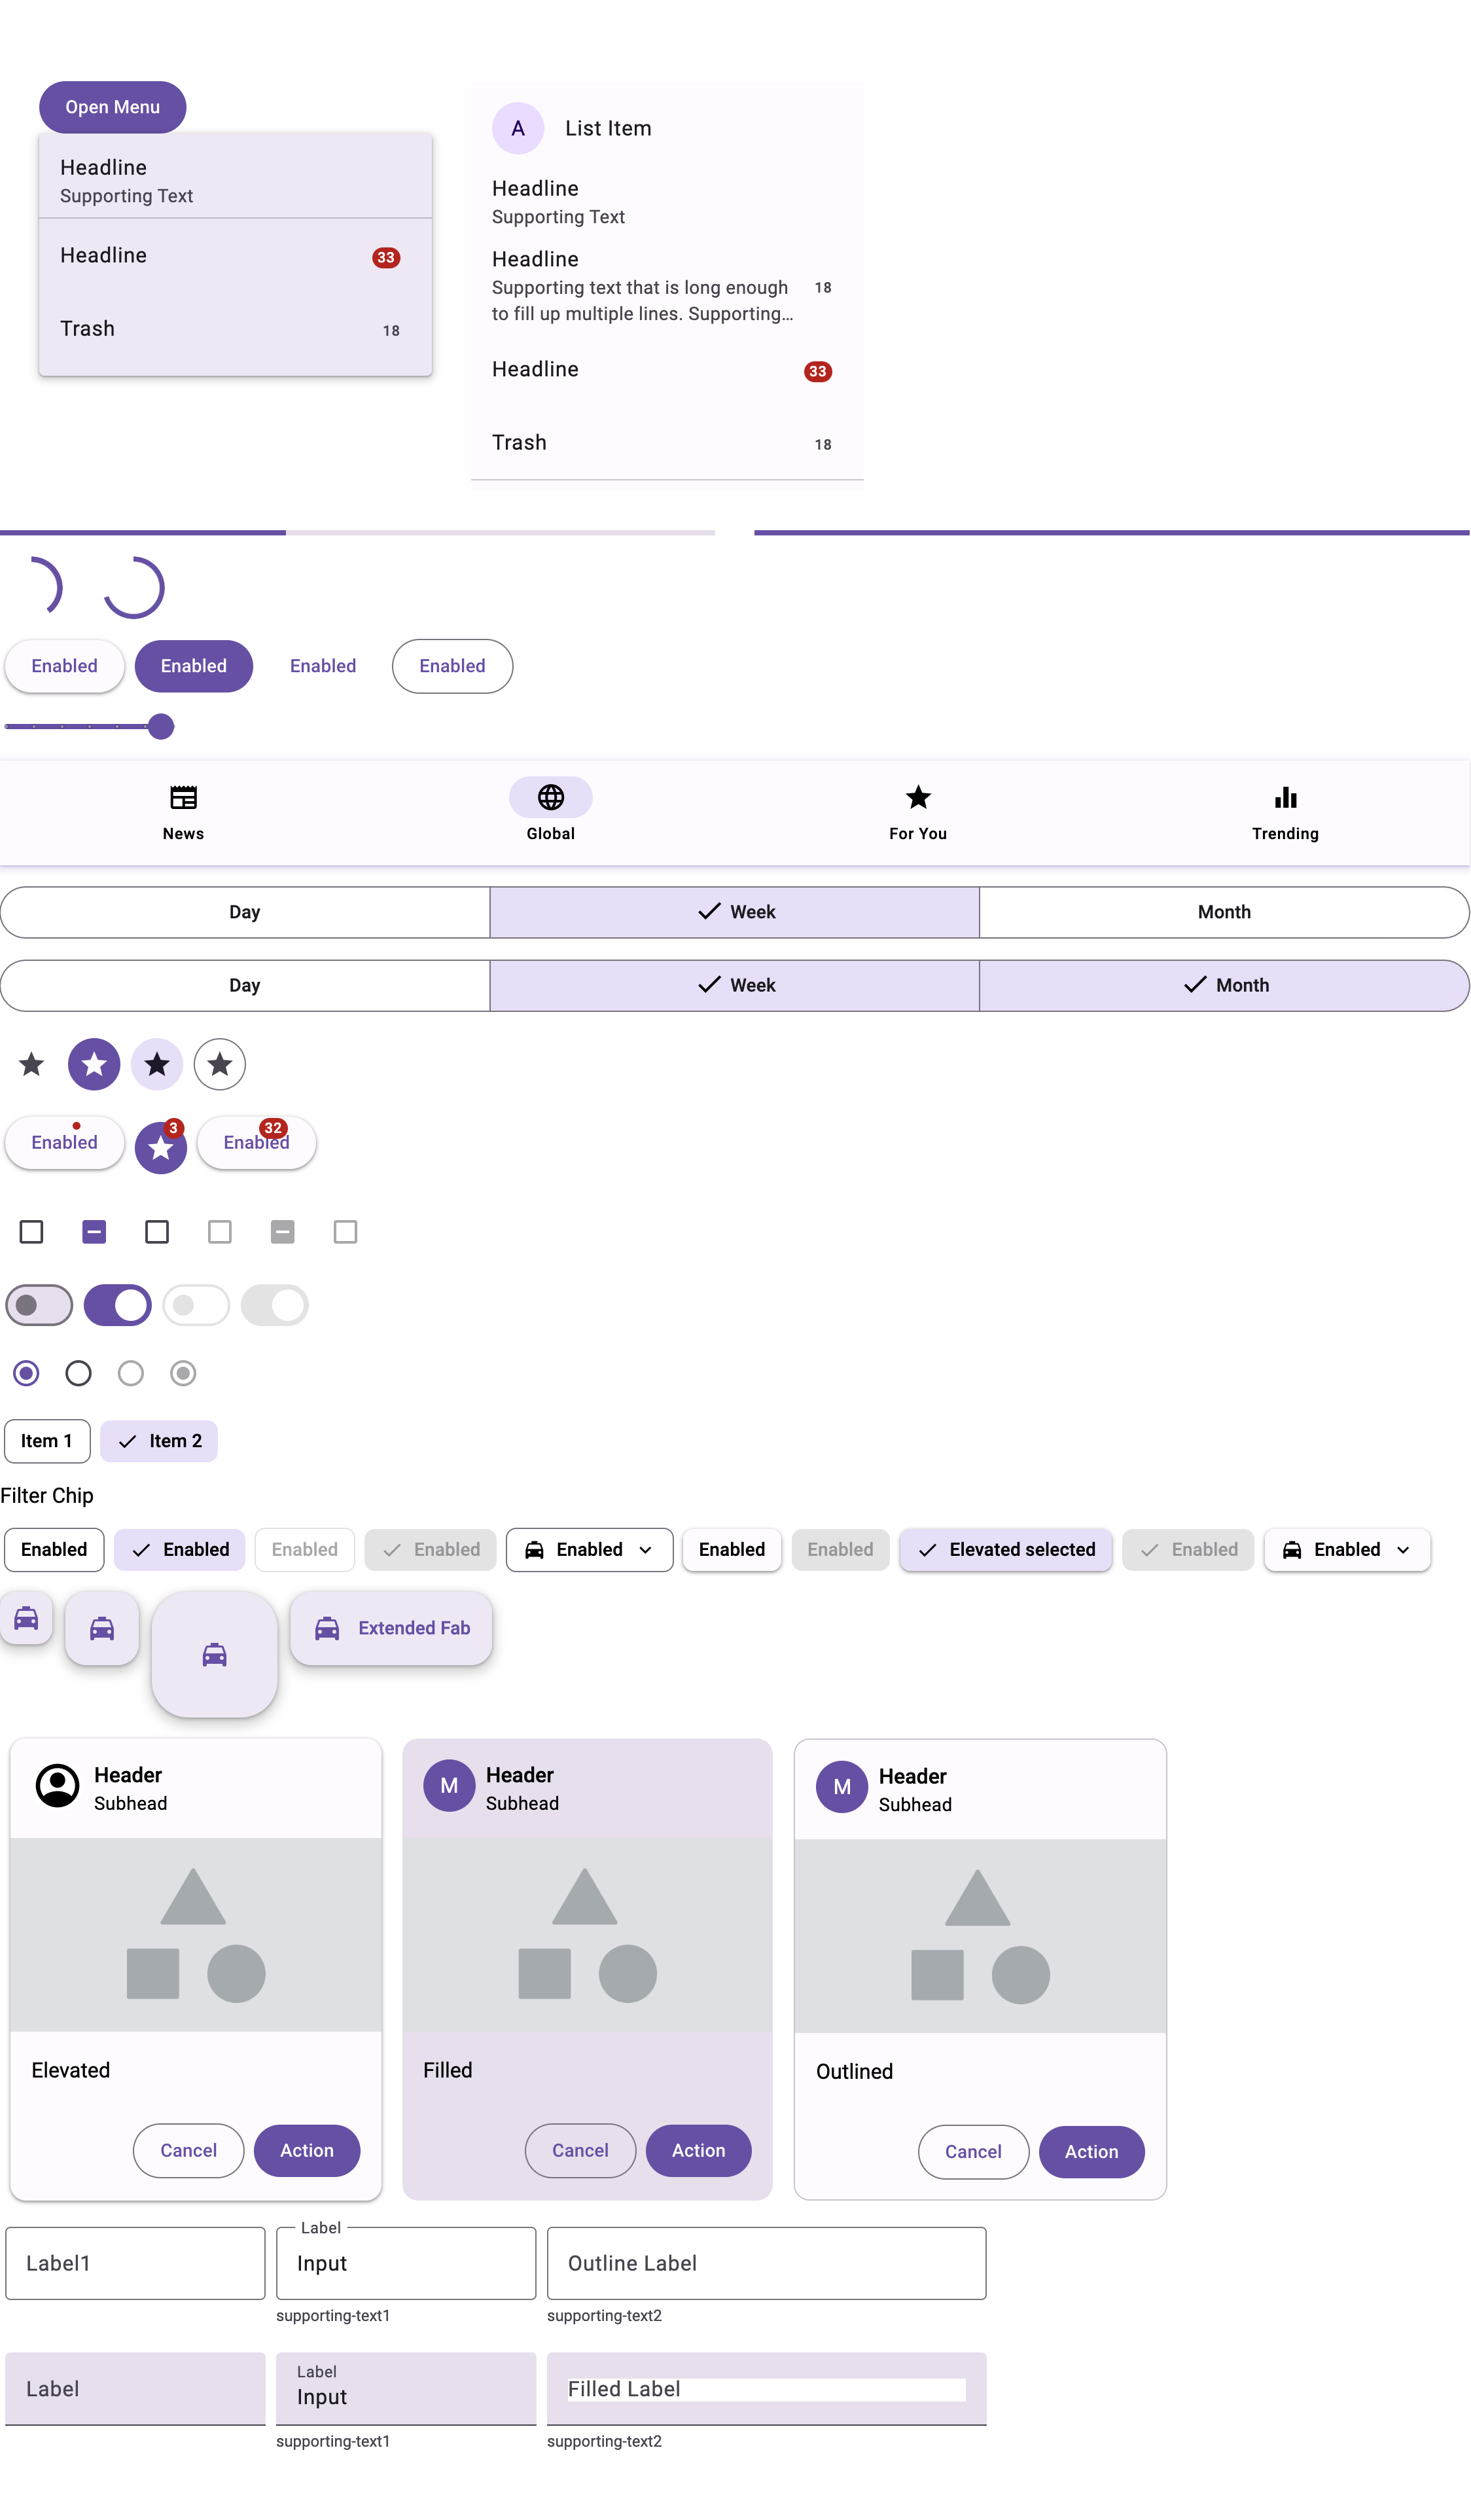 Open Menu
Headline
Supporting Text
Headline 33
Trash 18
A List Item
Headline
Supporting Text
Headline
Supporting text that is long enough 18
to fill up multiple lines. Supporting...
Headline 33
Trash 18
Enabled Enabled Enabled Enabled
News Global For You Trending
Day Week Month
Day Week Month
Enabled 3 Enabled 32
Item 1 Item 2
Filter Chip
Enabled Enabled Enabled Enabled Enabled Enabled Enabled Elevated selected Enabled Enabled
Extended Fab
Header
Subhead
Elevated
Cancel Action
M Header
Subhead
Filled
Cancel Action
M Header
Subhead
Outlined
Cancel Action
Label1
Label
Input
supporting-text1
Outline Label
supporting-text2
Label
Label
Input
supporting-text1
Filled Label
supporting-text2